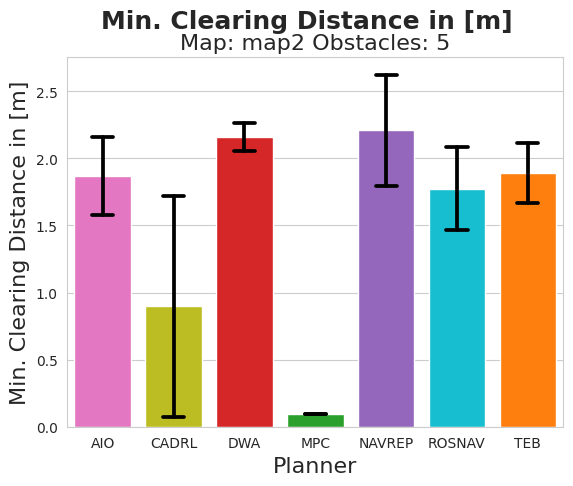 Min. Clearing Distance in [m]
Map: map2 Obstacles: 5
Min. Clearing Distance in [m]
2.5
2.0
1.5
1.0
0.5
0.0
AIO CADRL DWA MPC NAVREP ROSNAV TEB
Planner